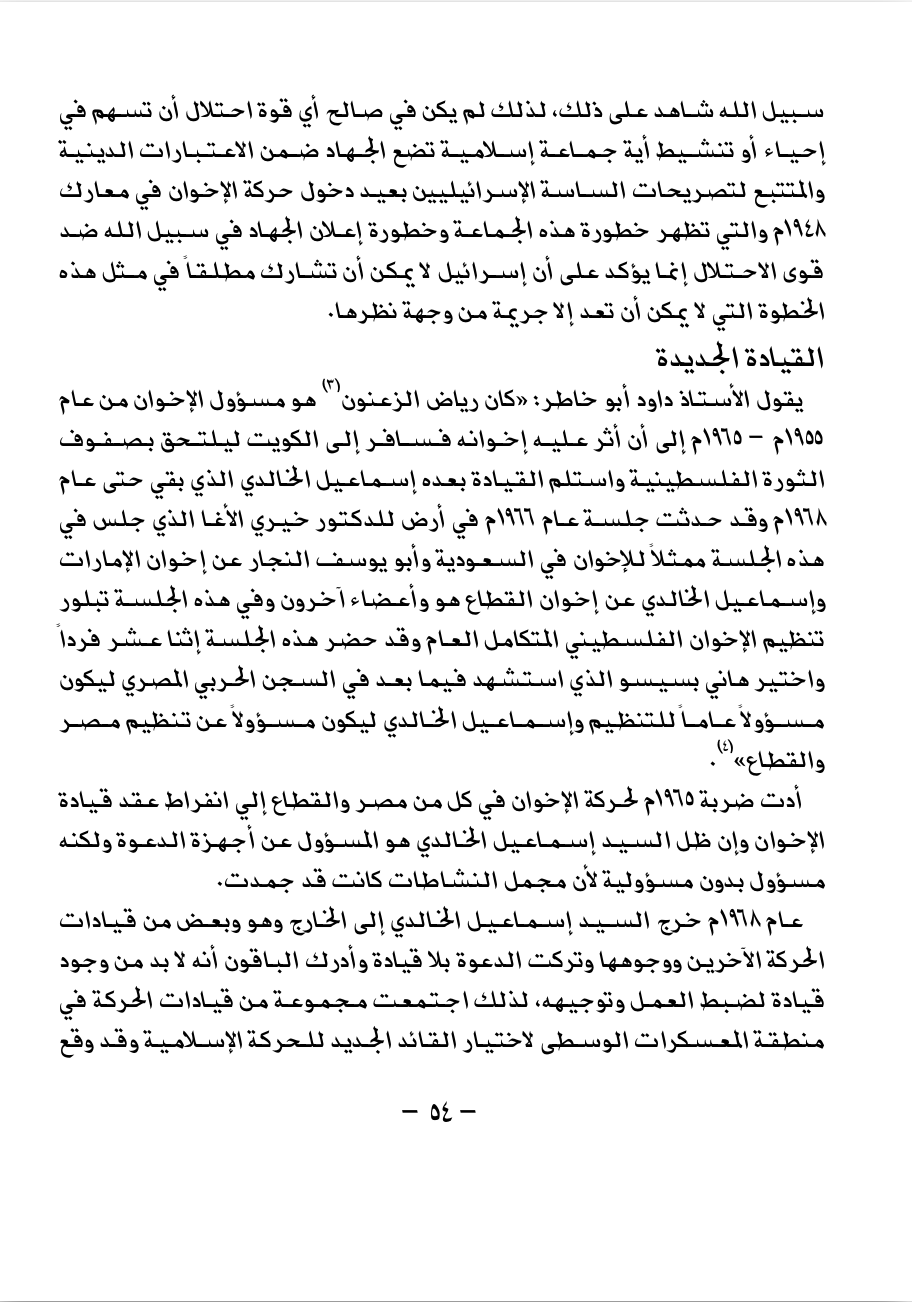 سبيل الله شاهد على ذلك، لذلك لم يكن في صالح أي قوة احتلال أن تسهم في
إحياء أو تنشيط أية جماعة إسلامية تضع الجهاد ضمن الاعتبارات الدينية
والمتتبع لتصريحات الساسة الإسرائيليين بعيد دخول حركة الإخوان في معارك
١٩٤٨م والتي تظهر خطورة هذه الجماعة وخطورة إعلان الجهاد في سبيل الله ضد
قوى الاحتلال إنما يؤكد على أن إسرائيل لا يمكن أن تشارك مطلقاً في مثل هذه
الخطوة التي لا يمكن أن تعد إلا جريمة من وجهة نظرها.
القيادة الجديدة
يقول الأستاذ داود أبو خاطر: «كان رياض الزعنون(٣) هو مسؤول الإخوان من عام
١٩٥٥م – ١٩٦٥م إلى أن أثر عليه إخوانه فسافر إلى الكويت ليلتحق بصفوف
الثورة الفلسطينية واستلم القيادة بعده إسماعيل الخالدي الذي بقي حتى عام
١٩٦٨م وقد حدثت جلسة عام ١٩٦٦م في أرض للدكتور خيري الأغا الذي جلس في
هذه الجلسة ممثلاً للإخوان في السعودية وأبو يوسف النجار عن إخوان الإمارات
وإسماعيل الخالدي عن إخوان القطاع هو وأعضاء آخرون وفي هذه الجلسة تبلور
تنظيم الإخوان الفلسطيني المتكامل العام وقد حضر هذه الجلسة إثنا عشر فرداً
واختير هاني بسيسو الذي استشهد فيما بعد في السجن الحربي المصري ليكون
مسؤولاً عاماً للتنظيم وإسماعيل الخالدي ليكون مسؤولاً عن تنظيم مصر
والقطاع»(٤).
أدت ضربة ١٩٦٥م لحركة الإخوان في كل من مصر والقطاع إلي انفراط عقد قيادة
الإخوان وإن ظل السيد إسماعيل الخالدي هو المسؤول عن أجهزة الدعوة ولكنه
مسؤول بدون مسؤولية لأن مجمل النشاطات كانت قد جمدت.
عام ١٩٦٨م خرج السيد إسماعيل الخالدي إلى الخارج وهو وبعض من قيادات
الحركة الآخرين ووجوهها وتركت الدعوة بلا قيادة وأدرك الباقون أنه لا بد من وجود
قيادة لضبط العمل وتوجيهه، لذلك اجتمعت مجموعة من قيادات الحركة في
منطقة المعسكرات الوسطى لاختيار القائد الجديد للحركة الإسلامية وقد وقع
– ٥٤ –